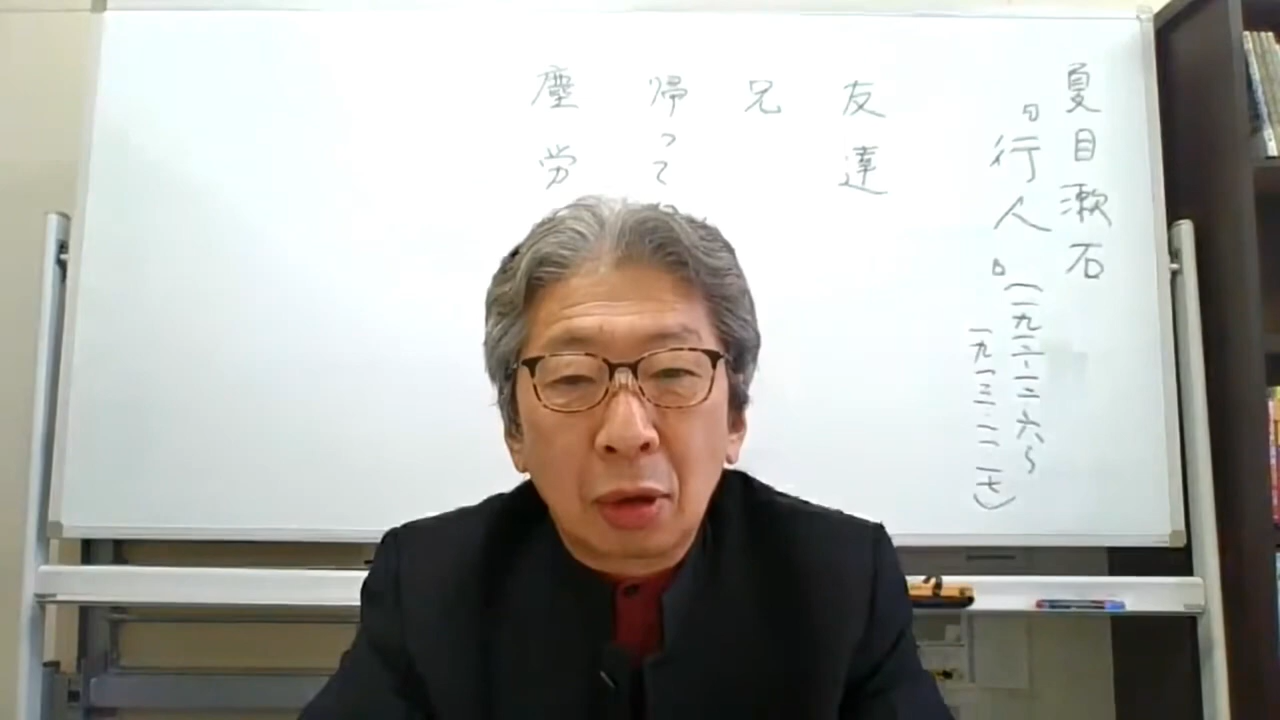 夏目漱石
『行人』(一九一二・一二・六〜
一九一三・一一・一七)
友達
兄
帰って
塵労